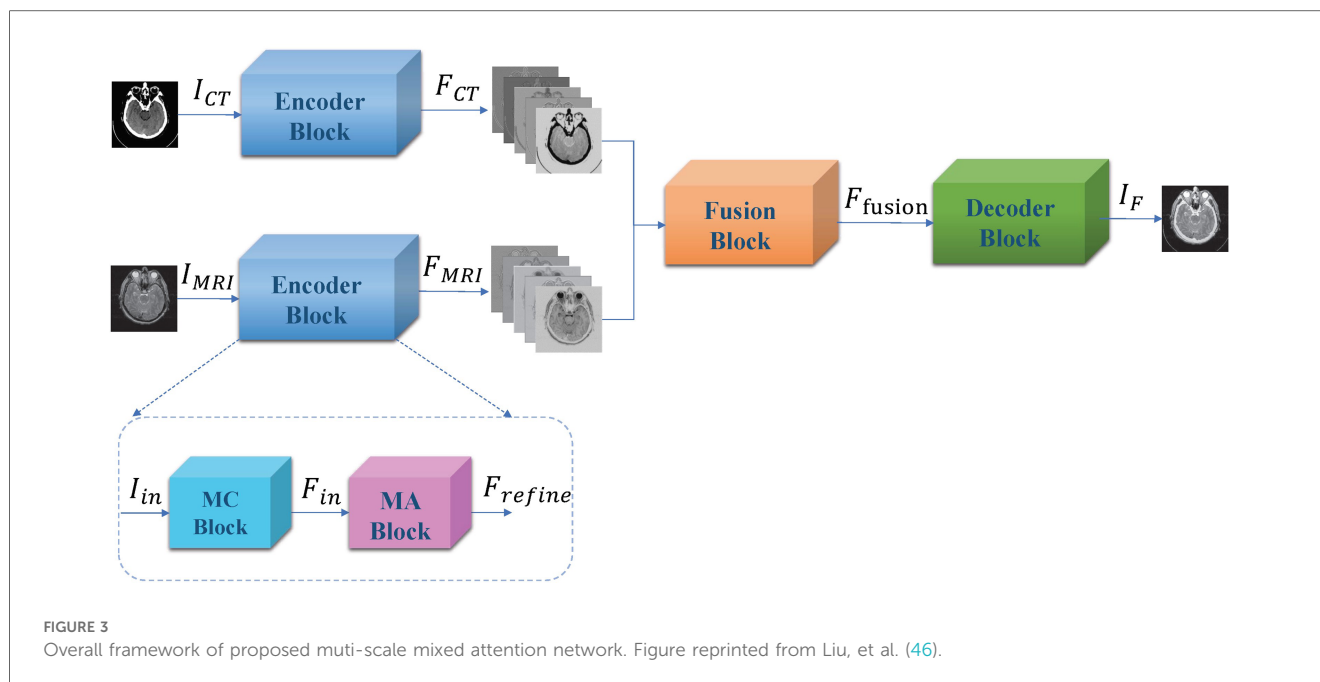 I_CT
Encoder
Block
F_CT
I_MRI
Encoder
Block
F_MRI
Fusion
Block
F_fusion
Decoder
Block
I_F
I_in
MC
Block
F_in
MA
Block
F_refine
FIGURE 3
Overall framework of proposed muti-scale mixed attention network. Figure reprinted from Liu, et al. (46).